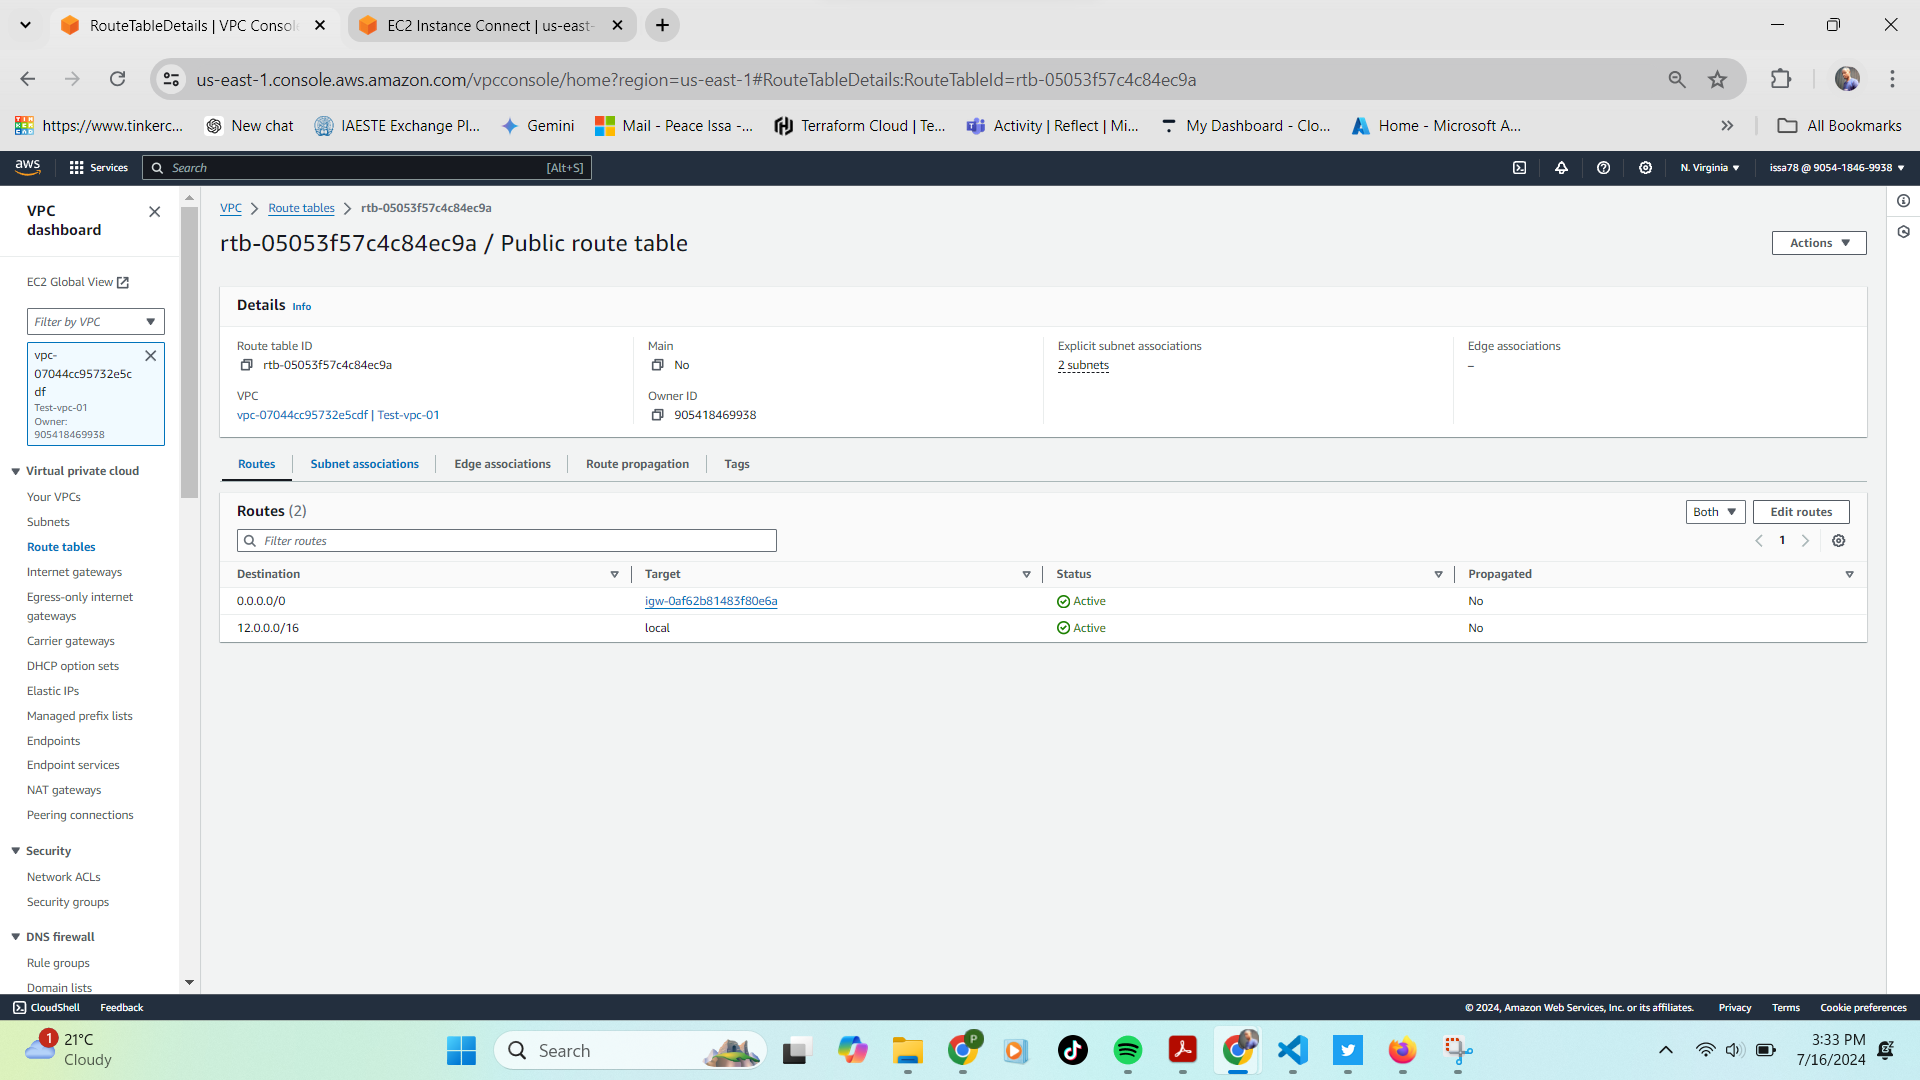 RouteTableDetails | VPC Consol
EC2 Instance Connect | us-east-
us-east-1.console.aws.amazon.com/vpcconsole/home?region=us-east-1#RouteTableDetails:RouteTableId=rtb-05053f57c4c84ec9a
https://www.tinkerc...
New chat
IAESTE Exchange Pl...
Gemini
Mail - Peace Issa -...
Terraform Cloud | Te...
Activity | Reflect | Mi...
My Dashboard - Clo...
Home - Microsoft A...
All Bookmarks
aws
Services
Search
[Alt+S]
N. Virginia
issa78 @ 9054-1846-9938
VPC
dashboard
EC2 Global View
Filter by VPC
vpc-
07044cc95732e5c
df
Test-vpc-01
Owner:
905418469938
Virtual private cloud
Your VPCs
Subnets
Route tables
Internet gateways
Egress-only internet
gateways
Carrier gateways
DHCP option sets
Elastic IPs
Managed prefix lists
Endpoints
Endpoint services
NAT gateways
Peering connections
Security
Network ACLs
Security groups
DNS firewall
Rule groups
Domain lists
VPC
Route tables
rtb-05053f57c4c84ec9a
rtb-05053f57c4c84ec9a / Public route table
Actions
Details Info
Route table ID
rtb-05053f57c4c84ec9a
Main
No
Explicit subnet associations
2 subnets
Edge associations
–
VPC
vpc-07044cc95732e5cdf | Test-vpc-01
Owner ID
905418469938
Routes
Subnet associations
Edge associations
Route propagation
Tags
Routes (2)
Both
Edit routes
Filter routes
1
Destination Target Status Propagated
0.0.0.0/0 igw-0af62b81483f80e6a Active No
12.0.0.0/16 local Active No
CloudShell
Feedback
© 2024, Amazon Web Services, Inc. or its affiliates.
Privacy
Terms
Cookie preferences
1
21°C
Cloudy
Search
P
3:33 PM
7/16/2024